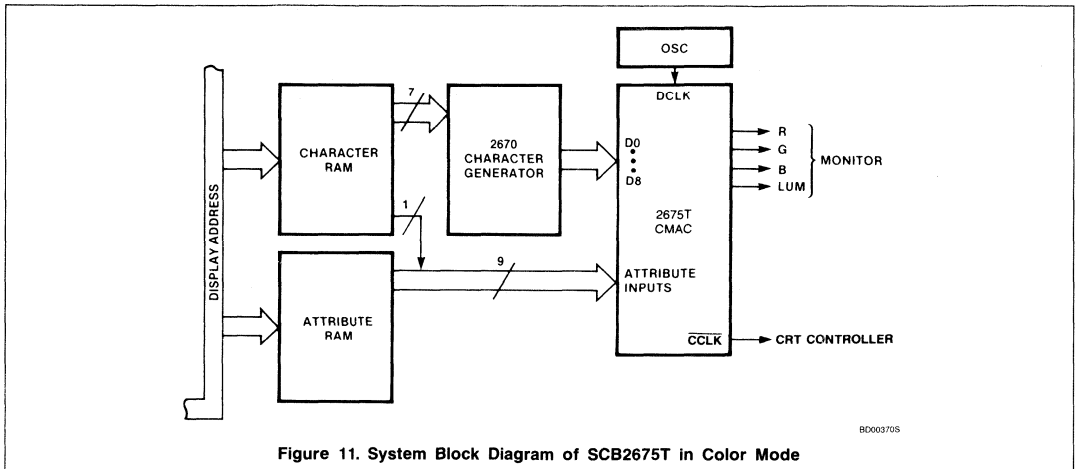 OSC
DCLK
7
CHARACTER
RAM
2670
CHARACTER
GENERATOR
D0
D8
R
G
B
LUM
MONITOR
2675T
CMAC
1
9
ATTRIBUTE
INPUTS
DISPLAY ADDRESS
ATTRIBUTE
RAM
CCLK
CRT CONTROLLER
BD00370S
Figure 11. System Block Diagram of SCB2675T in Color Mode